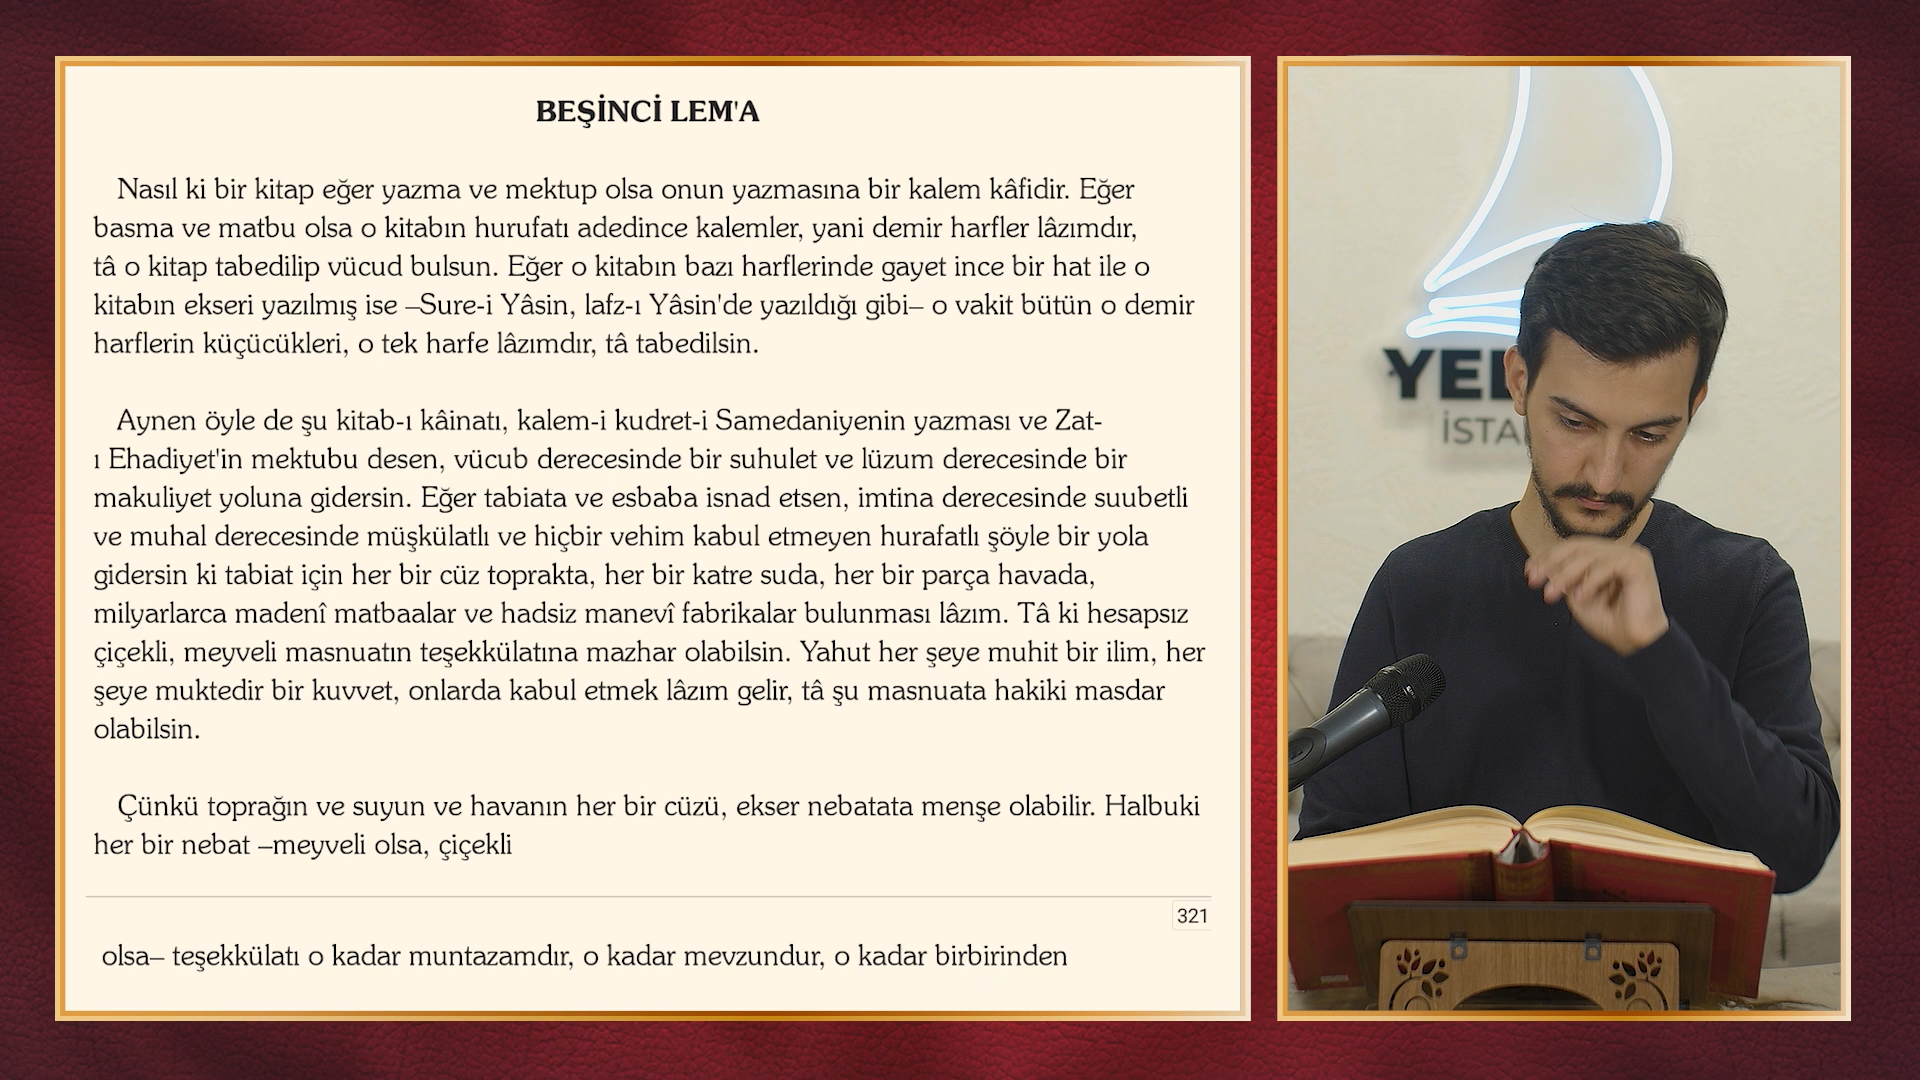 BEŞİNCİ LEM'A
Nasıl ki bir kitap eğer yazma ve mektup olsa onun yazmasına bir kalem kâfidir. Eğer
basma ve matbu olsa o kitabın hurufatı adedince kalemler, yani demir harfler lâzımdır,
tâ o kitap tabedilip vücud bulsun. Eğer o kitabın bazı harflerinde gayet ince bir hat ile o
kitabın ekseri yazılmış ise –Sure-i Yâsin, lafz-ı Yâsin'de yazıldığı gibi– o vakit bütün o demir
harflerin küçücükleri, o tek harfe lâzımdır, tâ tabedilsin.
Aynen öyle de şu kitab-ı kâinatı, kalem-i kudret-i Samedaniyenin yazması ve Zat-
ı Ehadiyet'in mektubu desen, vücub derecesinde bir suhulet ve lüzum derecesinde bir
makuliyet yoluna gidersin. Eğer tabiata ve esbaba isnad etsen, imtina derecesinde suubetli
ve muhal derecesinde müşkülatlı ve hiçbir vehim kabul etmeyen hurafatlı şöyle bir yola
gidersin ki tabiat için her bir cüz toprakta, her bir katre suda, her bir parça havada,
milyarlarca madenî matbaalar ve hadsiz manevî fabrikalar bulunması lâzım. Tâ ki hesapsız
çiçekli, meyveli masnuatın teşekkülatına mazhar olabilsin. Yahut her şeye muhit bir ilim, her
şeye muktedir bir kuvvet, onlarda kabul etmek lâzım gelir, tâ şu masnuata hakiki masdar
olabilsin.
Çünkü toprağın ve suyun ve havanın her bir cüzü, ekser nebatata menşe olabilir. Halbuki
her bir nebat –meyveli olsa, çiçekli
321
olsa– teşekkülatı o kadar muntazamdır, o kadar mevzundur, o kadar birbirinden